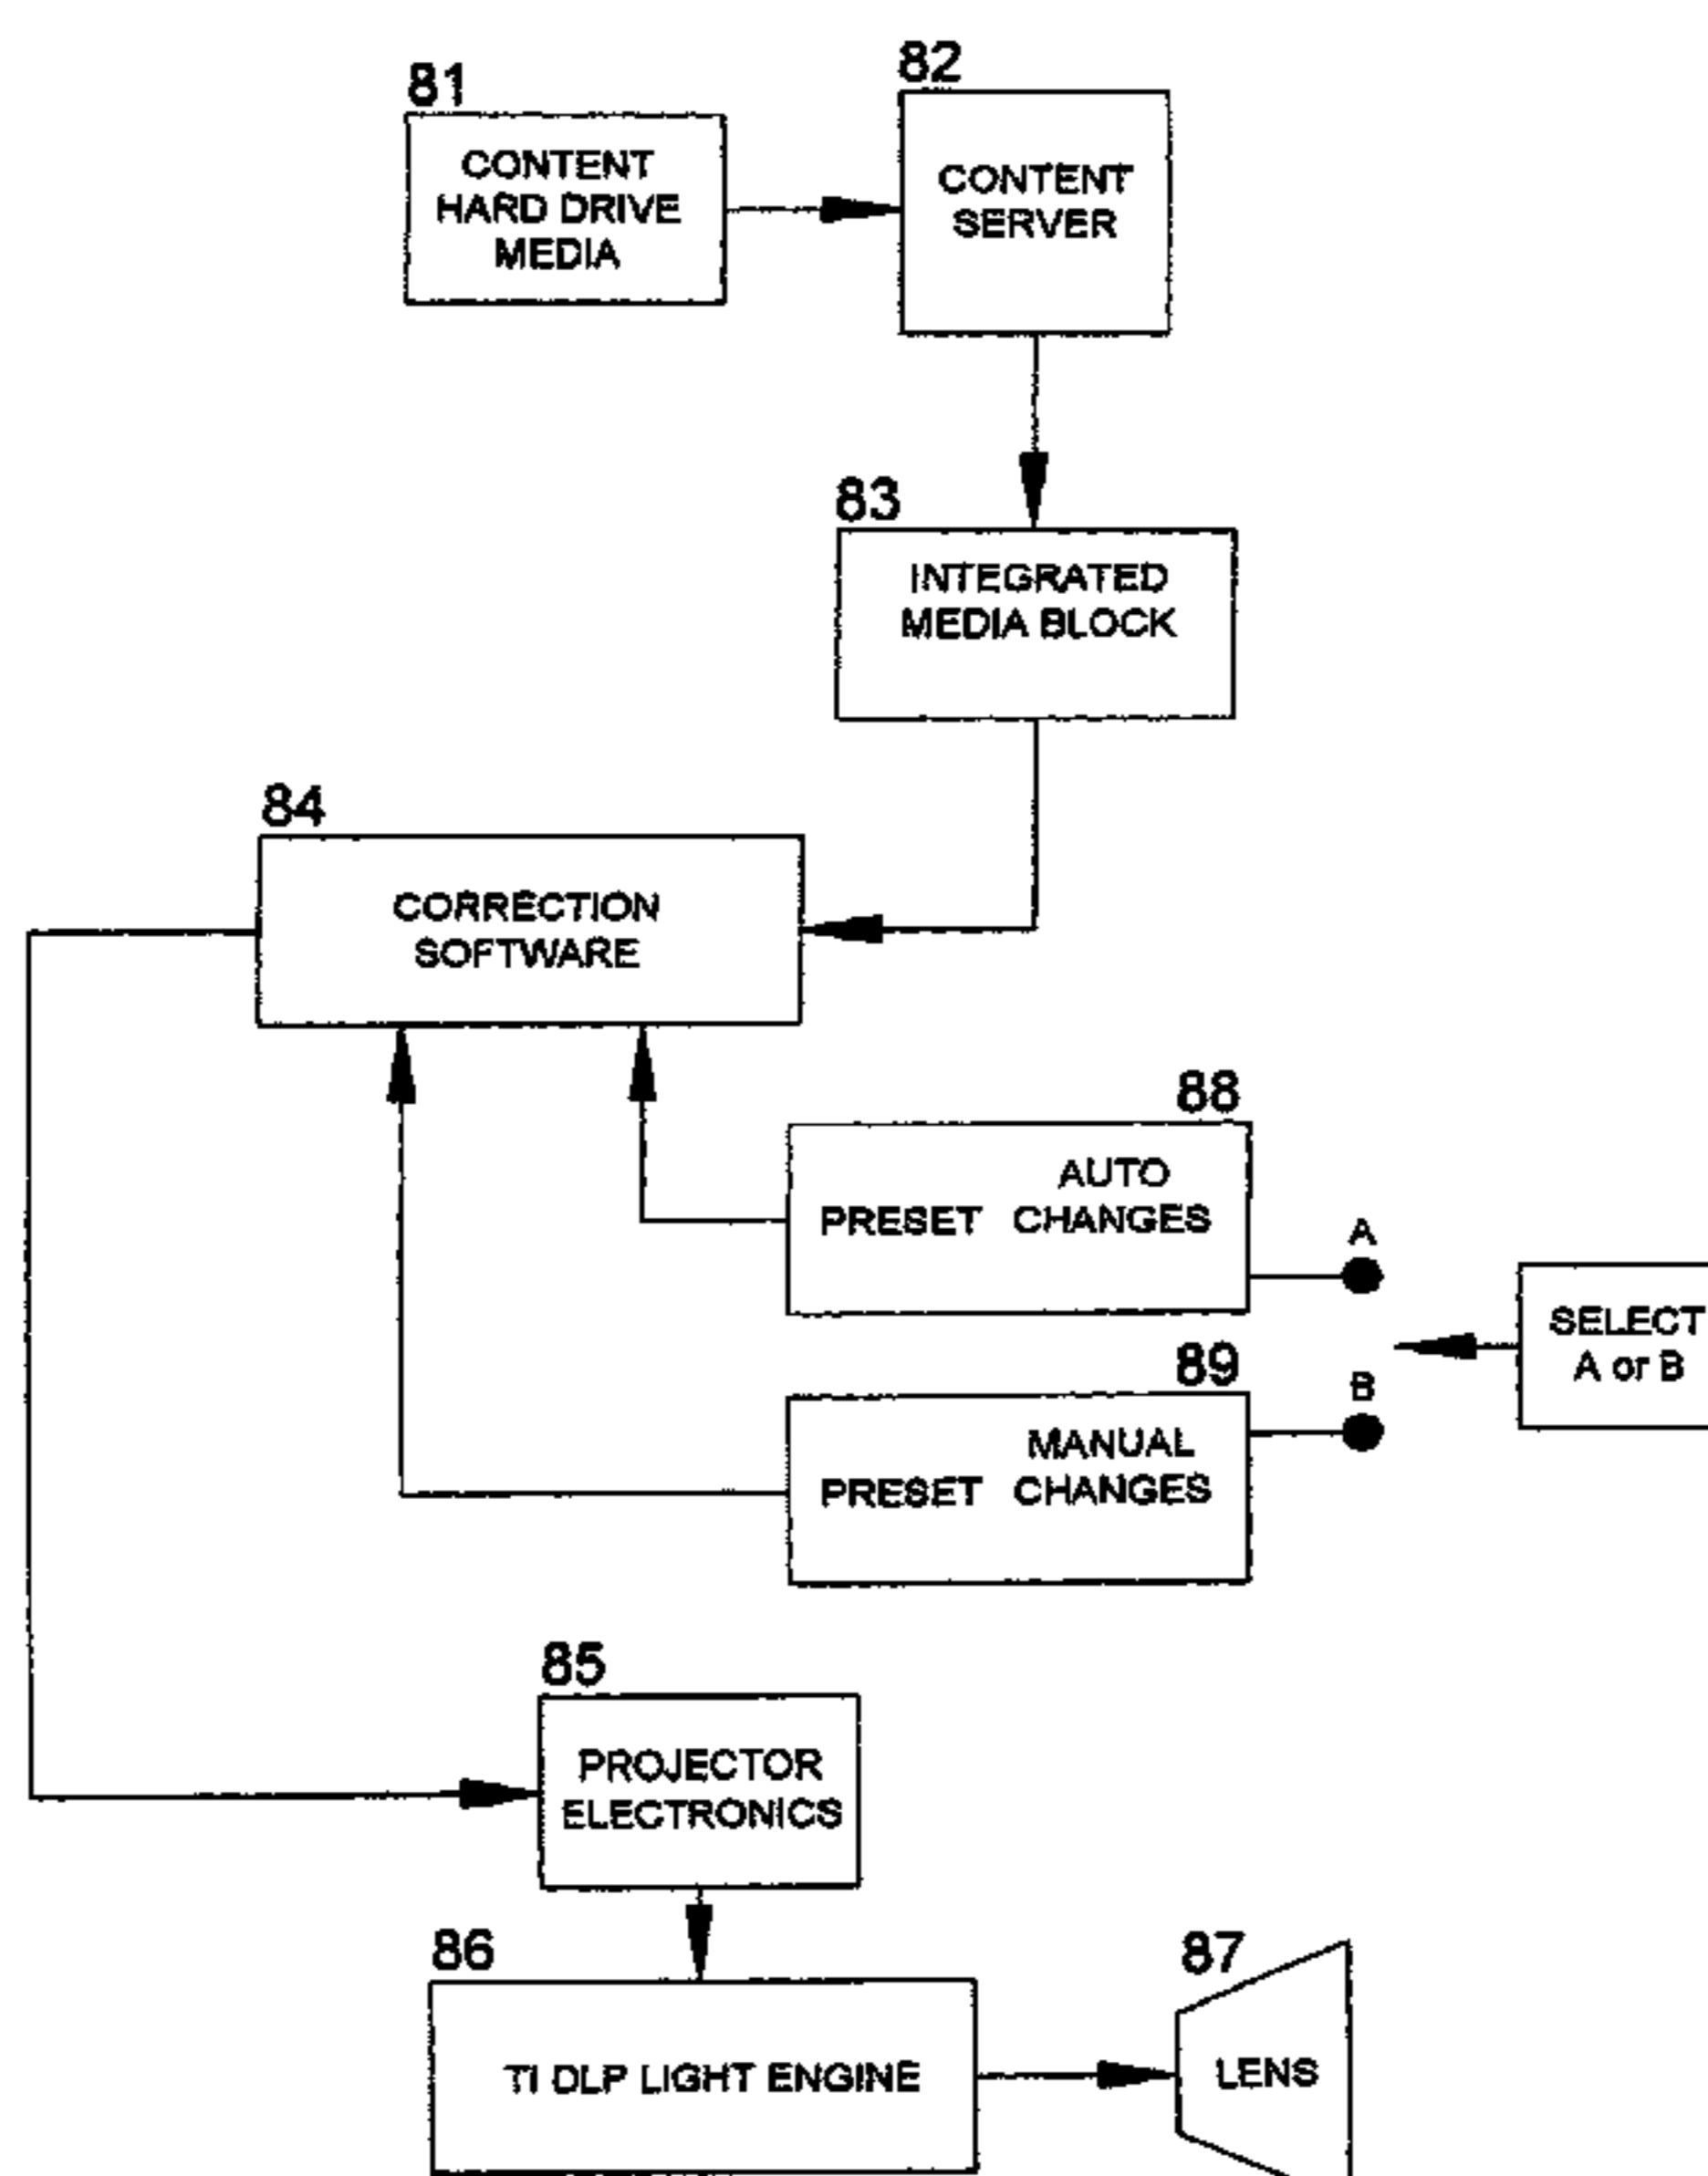 81
CONTENT
HARD DRIVE
MEDIA
82
CONTENT
SERVER
83
INTEGRATED
MEDIA BLOCK
84
CORRECTION
SOFTWARE
88
AUTO
PRESET CHANGES
A
SELECT
A or B
89
B
MANUAL
PRESET CHANGES
85
PROJECTOR
ELECTRONICS
86
TI DLP LIGHT ENGINE
87
LENS